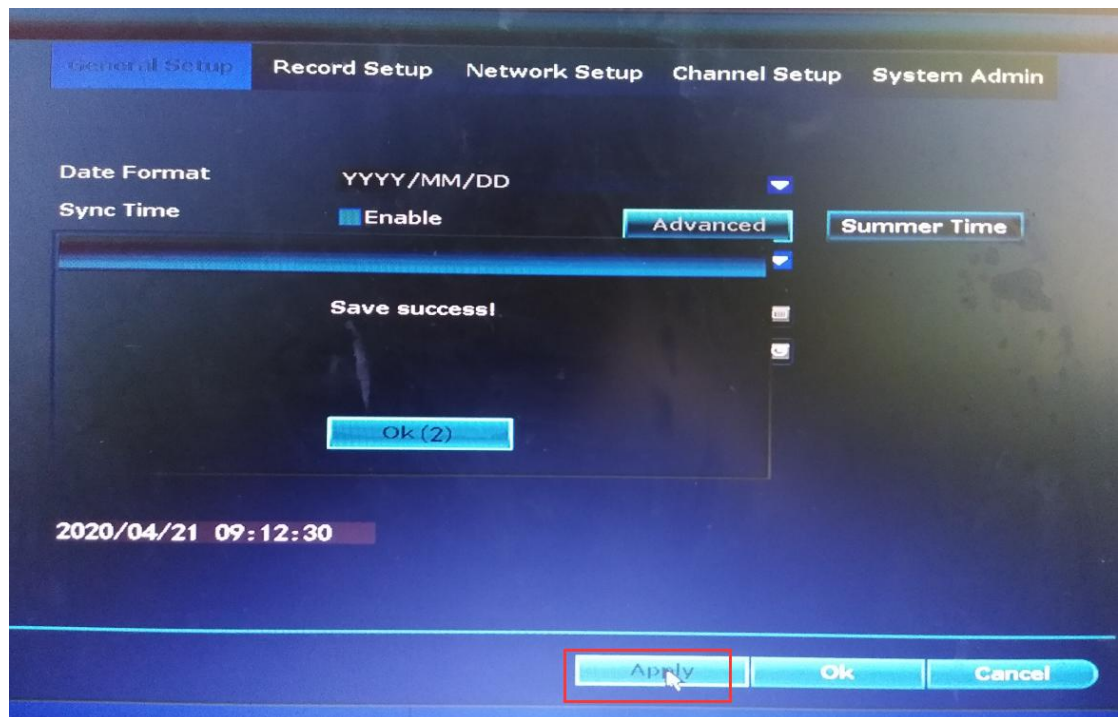 General Setup Record Setup Network Setup Channel Setup System Admin
Date Format YYYY/MM/DD
Sync Time Enable Advanced Summer Time
Save success!
Ok(2)
2020/04/21 09:12:30
Apply Ok Cancel